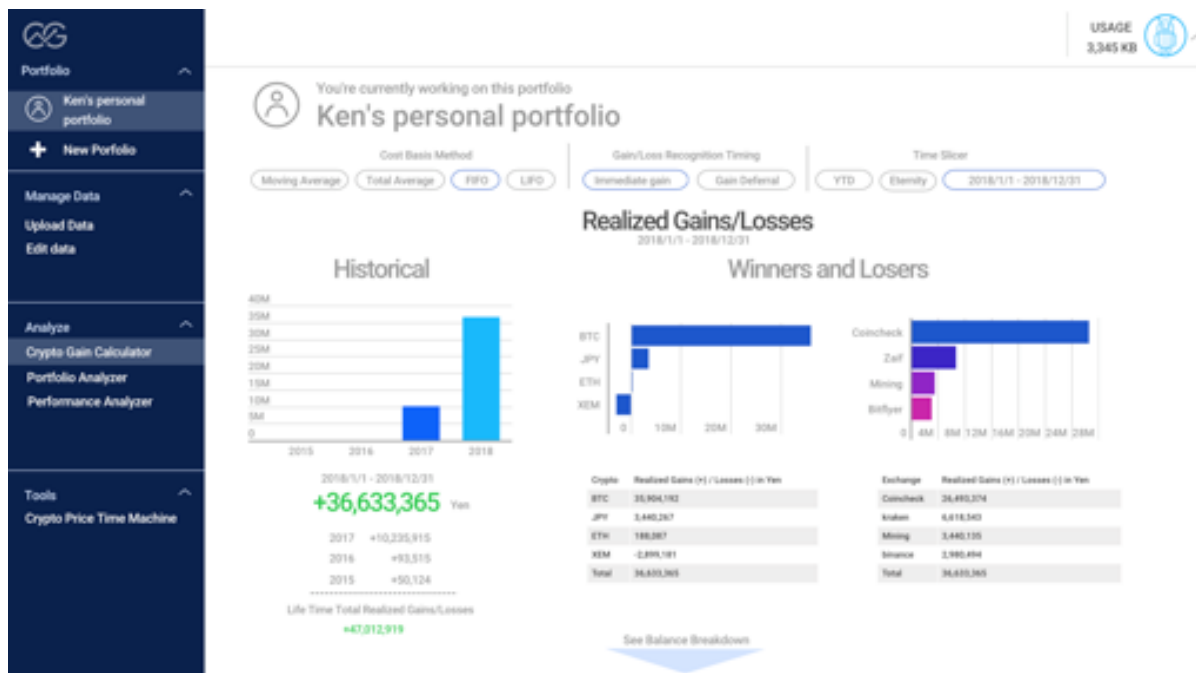 USAGE
3,345 KB
Portfolio
Ken's personal
portfolio
New Porfolio
Manage Data
Upload Data
Edit data
Analyze
Crypto Gain Calculator
Portfolio Analyzer
Performance Analyzer
Tools
Crypto Price Time Machine
You're currently working on this portfolio
Ken's personal portfolio
Cost Basis Method
Moving Average
Total Average
FIFO
LIFO
Gain/Loss Recognition Timing
Immediate gain
Gain Deferral
Time Slicer
YTD
Eternity
2018/1/1 - 2018/12/31
Realized Gains/Losses
2018/1/1 - 2018/12/31
Historical
40M
35M
30M
25M
20M
15M
10M
5M
0
2015 2016 2017 2018
2018/1/1 - 2018/12/31
+36,633,365 Yen
2017 +10,235,915
2016 +93,515
2015 +50,124
Life Time Total Realized Gains/Losses
+47,012,919
Winners and Losers
BTC
JPY
ETH
XEM
0 10M 20M 30M
Coincheck
Zaif
Mining
Bitflyer
0 4M 8M 12M 16M 20M 24M 28M
Crypto Realized Gains (+) / Losses (-) in Yen
BTC 35,904,192
JPY 3,440,267
ETH 188,087
XEM -2,899,181
Total 36,633,365
Exchange Realized Gains (+) / Losses (-) in Yen
Coincheck
kraken 6,618,543
Mining 3,440,135
binance 2,980,494
Total 36,633,365
See Balance Breakdown